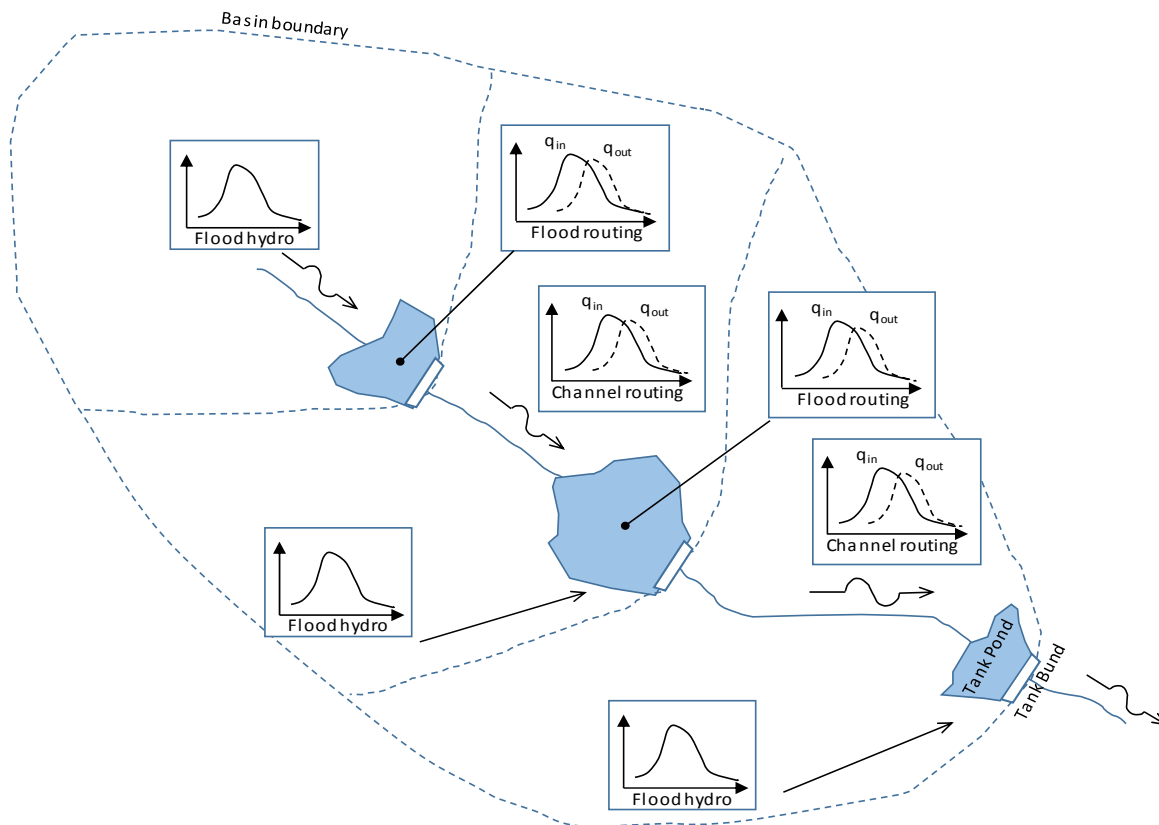 Basin boundary
q_in q_out
Flood routing
Flood hydro
q_in q_out
Channel routing
q_in q_out
Flood routing
q_in q_out
Channel routing
Flood hydro
Tank Pond
Tank Bund
Flood hydro